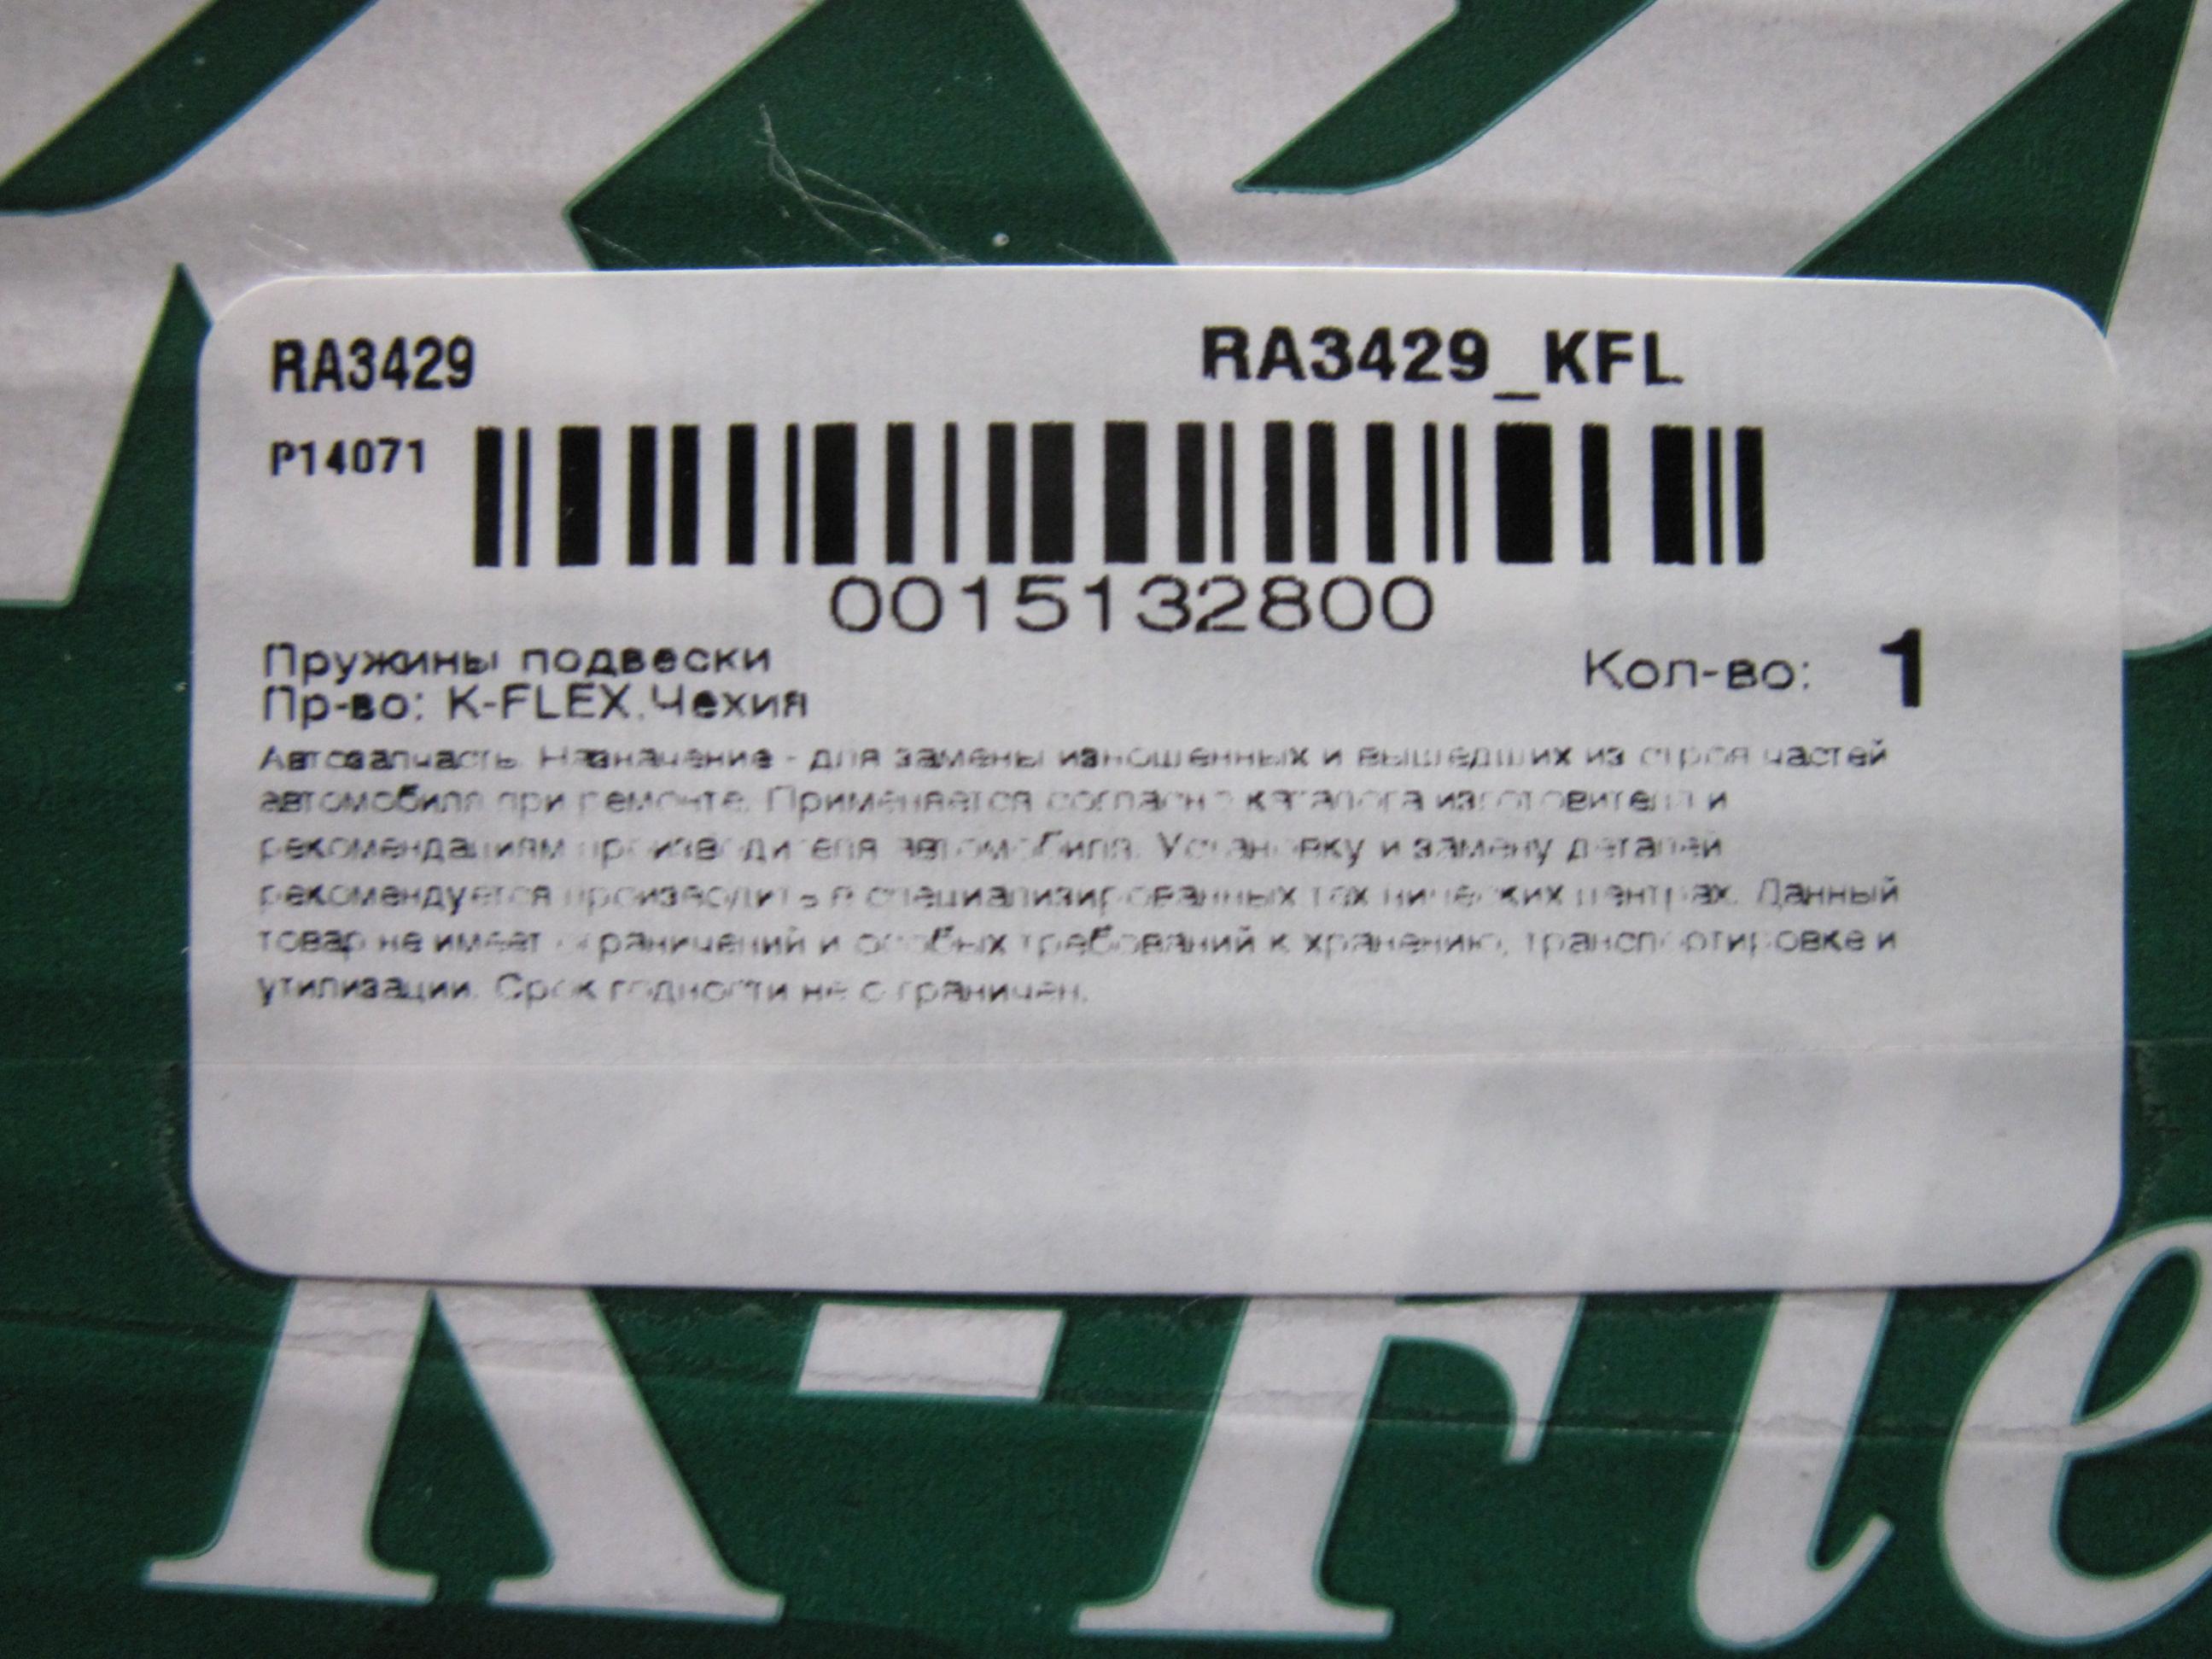 RA3429 RA3429_KFL
P14071
0015132800
Пружины подвески
Кол-во: 1
Пр-во: K-FLEX,Чехия
Автозапчасть. Назначение - для замены изношенных и вышедших из строя частей
автомобиля при ремонте. Применяется согласно каталога изготовителя и
рекомендациям производителя автомобиля. Установку и замену деталей
рекомендуется производить в специализированных технических центрах. Данный
товар не имеет ограничений и особых требований к хранению, транспортировке и
утилизации. Срок годности не ограничен.
K-Fle